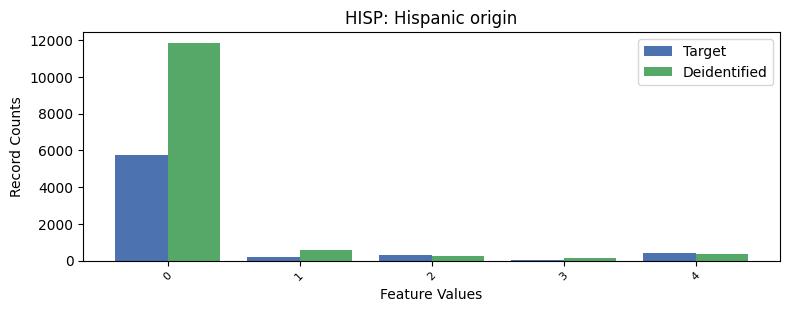 HISP: Hispanic origin
Target
Deidentified
12000
10000
8000
6000
4000
2000
0
Record Counts
0 1 2 3 4
Feature Values